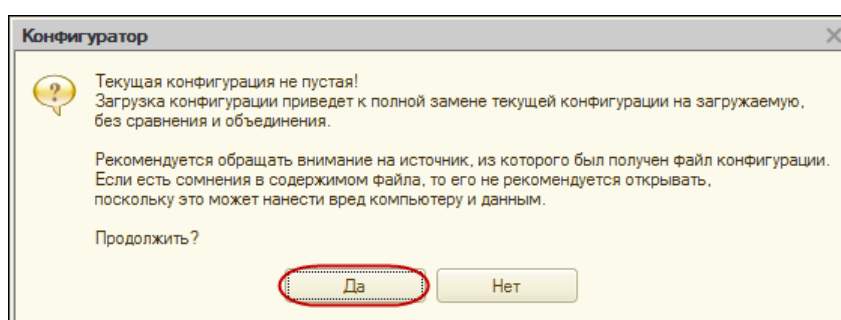 Конфигуратор
Текущая конфигурация не пустая!
Загрузка конфигурации приведет к полной замене текущей конфигурации на загружаемую,
без сравнения и объединения.
Рекомендуется обращать внимание на источник, из которого был получен файл конфигурации.
Если есть сомнения в содержимом файла, то его не рекомендуется открывать,
поскольку это может нанести вред компьютеру и данным.
Продолжить?
Да Нет